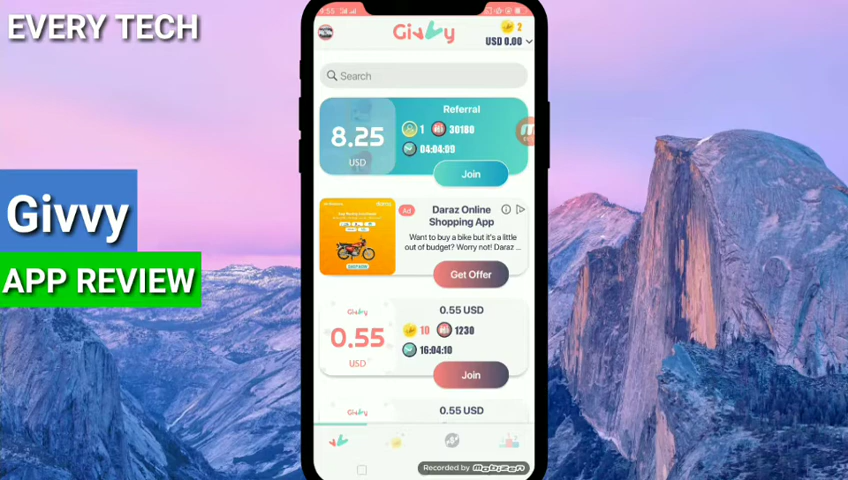 EVERY TECH
Givvy
APP REVIEW
Givvy
2
USD 0.00
Search
8.25
USD
Referral
1 30180
04:04:09
Join
Ad
Daraz Online
Shopping App
Want to buy a bike but it's a little
out of budget? Worry not! Daraz ...
Get Offer
Givvy
0.55
USD
0.55 USD
10 1230
16:04:10
Join
Givvy
0.55 USD
Recorded by MOBIZEN